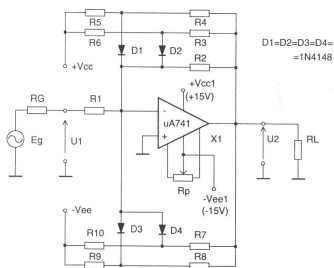 R5
R4
R6
R3
D1
D2
R2
D1=D2=D3=D4=
=1N4148
+Vcc
+Vcc1
(+15V)
RG
R1
-
uA741
+
X1
Eg
U1
U2
RL
Rp
-Vee1
(-15V)
-Vee
D3
D4
R10
R7
R9
R8